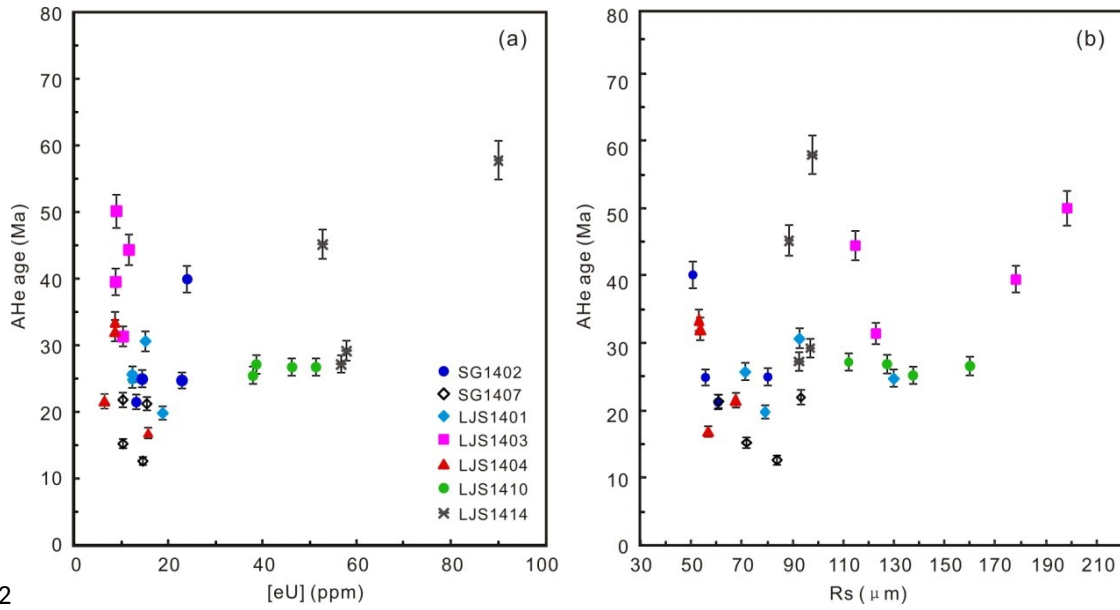 80
70
60
50
40
30
20
10
0
AHe age (Ma)
(a)
SG1402
SG1407
LJS1401
LJS1403
LJS1404
LJS1410
LJS1414
0 20 40 60 80 100
[eU] (ppm)
80
70
60
50
40
30
20
10
0
AHe age (Ma)
(b)
30 50 70 90 110 130 150 170 190 210
Rs (μm)
2